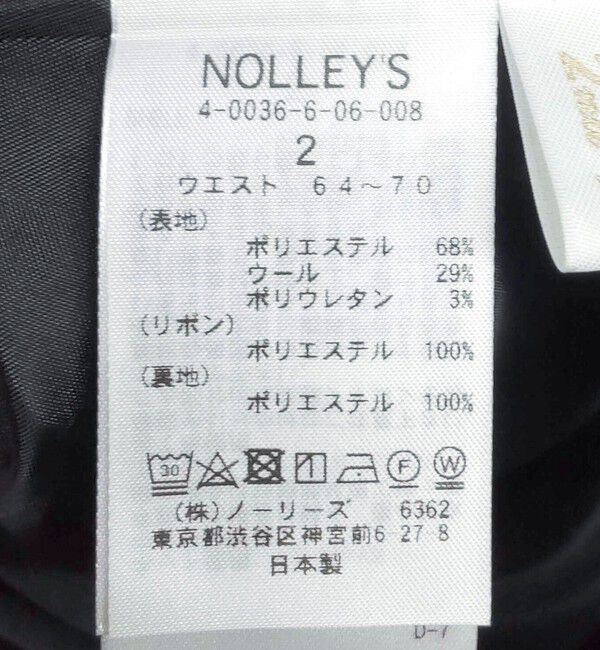 NOLLEY'S
4-0036-6-06-008
2
ウエスト 64～70
(表地)
ポリエステル 68%
ウール 29%
ポリウレタン 3%
(リボン)
ポリエステル 100%
(裏地)
ポリエステル 100%
30
F
W
(株)ノーリーズ 6362
東京都渋谷区神宮前6 27 8
日本製
D-7